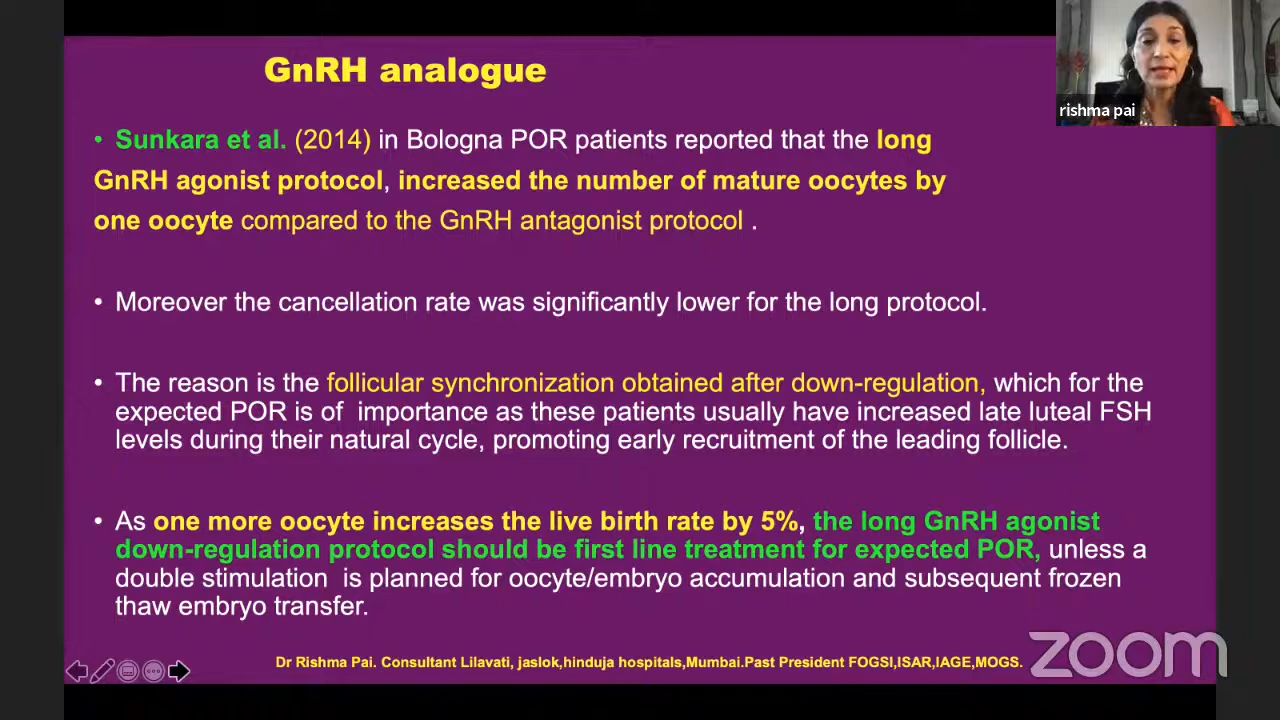 GnRH analogue
rishma pai
• Sunkara et al. (2014) in Bologna POR patients reported that the long
GnRH agonist protocol, increased the number of mature oocytes by
one oocyte compared to the GnRH antagonist protocol .
• Moreover the cancellation rate was significantly lower for the long protocol.
• The reason is the follicular synchronization obtained after down-regulation, which for the
expected POR is of importance as these patients usually have increased late luteal FSH
levels during their natural cycle, promoting early recruitment of the leading follicle.
• As one more oocyte increases the live birth rate by 5%, the long GnRH agonist
down-regulation protocol should be first line treatment for expected POR, unless a
double stimulation is planned for oocyte/embryo accumulation and subsequent frozen
thaw embryo transfer.
Dr Rishma Pai. Consultant Lilavati, jaslok,hinduja hospitals,Mumbai.Past President FOGSI,ISAR,IAGE,MOGS.
zoom